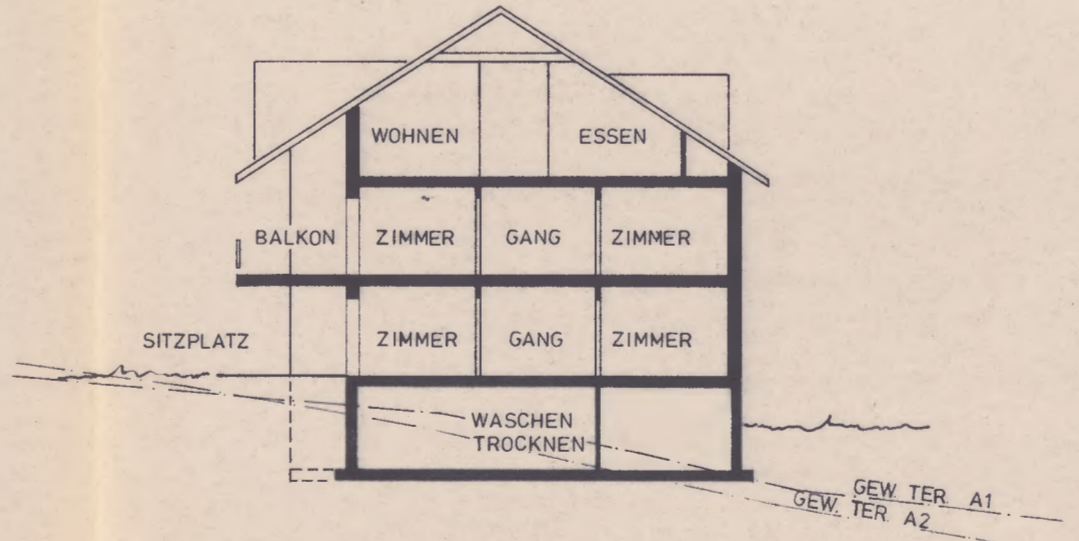 WOHNEN ESSEN
BALKON ZIMMER GANG ZIMMER
SITZPLATZ ZIMMER GANG ZIMMER
WASCHEN
TROCKNEN
GEW. TER. A1
GEW. TER. A2